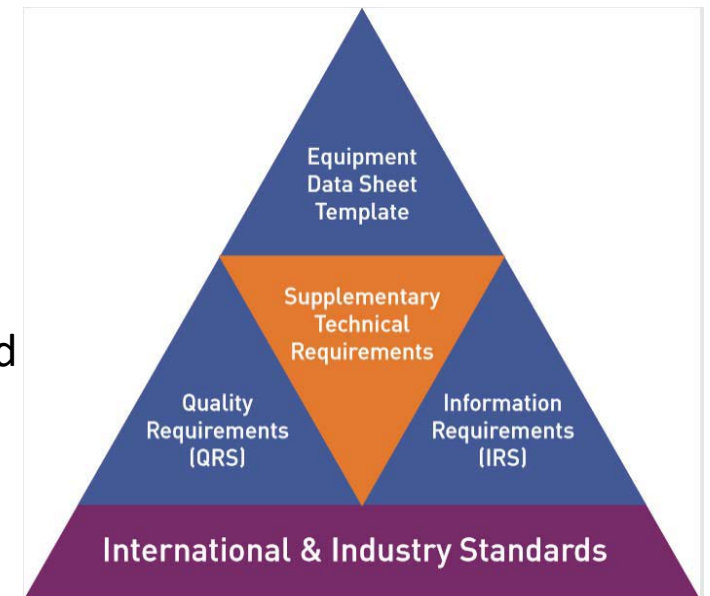 Equipment
Data Sheet
Template
Supplementary
Technical
Requirements
d
Quality
Requirements
(QRS)
Information
Requirements
(IRS)
International & Industry Standards